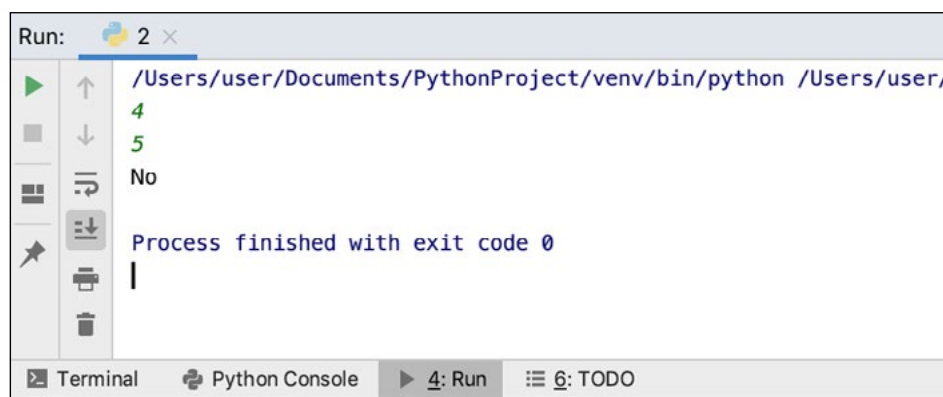 Run: 2
/Users/user/Documents/PythonProject/venv/bin/python /Users/user/
4
5
No
Process finished with exit code 0
Terminal Python Console 4: Run 6: TODO